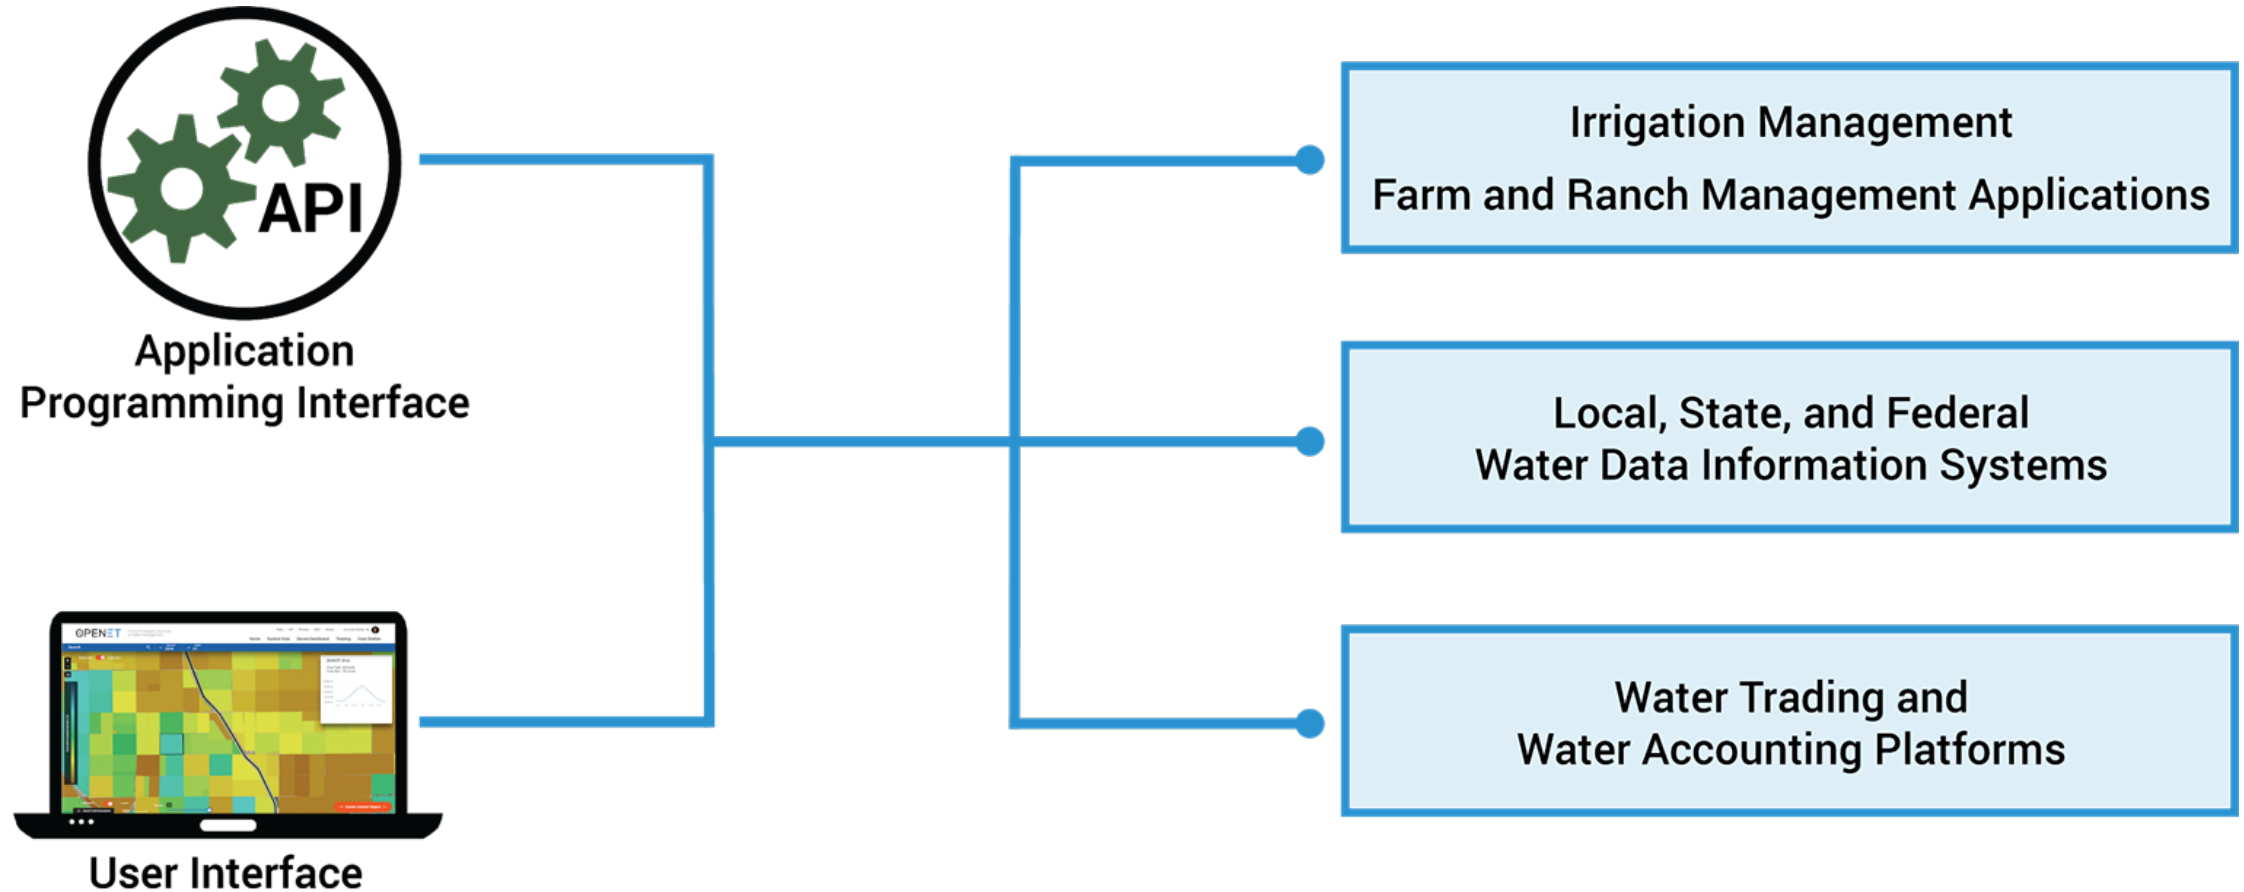 API
Application
Programming Interface
OPENET
User Interface
Irrigation Management
Farm and Ranch Management Applications
Local, State, and Federal
Water Data Information Systems
Water Trading and
Water Accounting Platforms